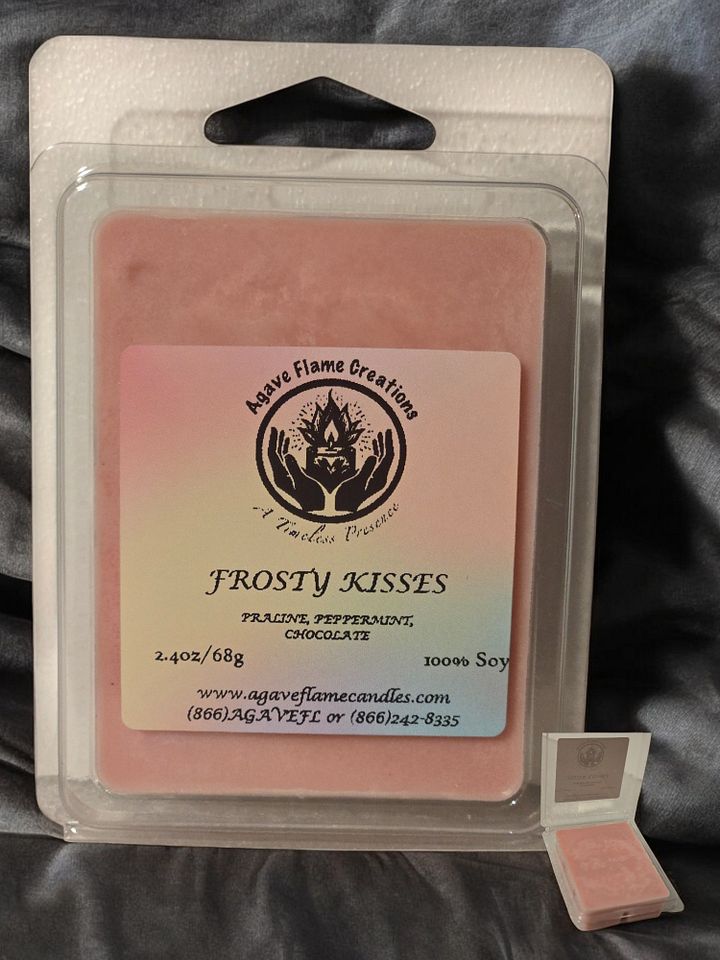 Agave Flame Creations
A Timeless Presence
FROSTY KISSES
PRALINE, PEPPERMINT,
CHOCOLATE
2.4oz/68g
100% Soy
www.agaveflamecandles.com
(866)AGAVEFL or (866)242-8335